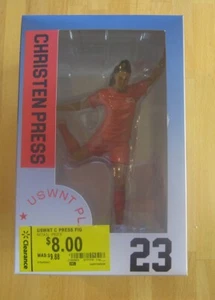 CHRISTEN PRESS
USWNT PL
USWNT C PRESS FIG
$8.00
Clearance
23